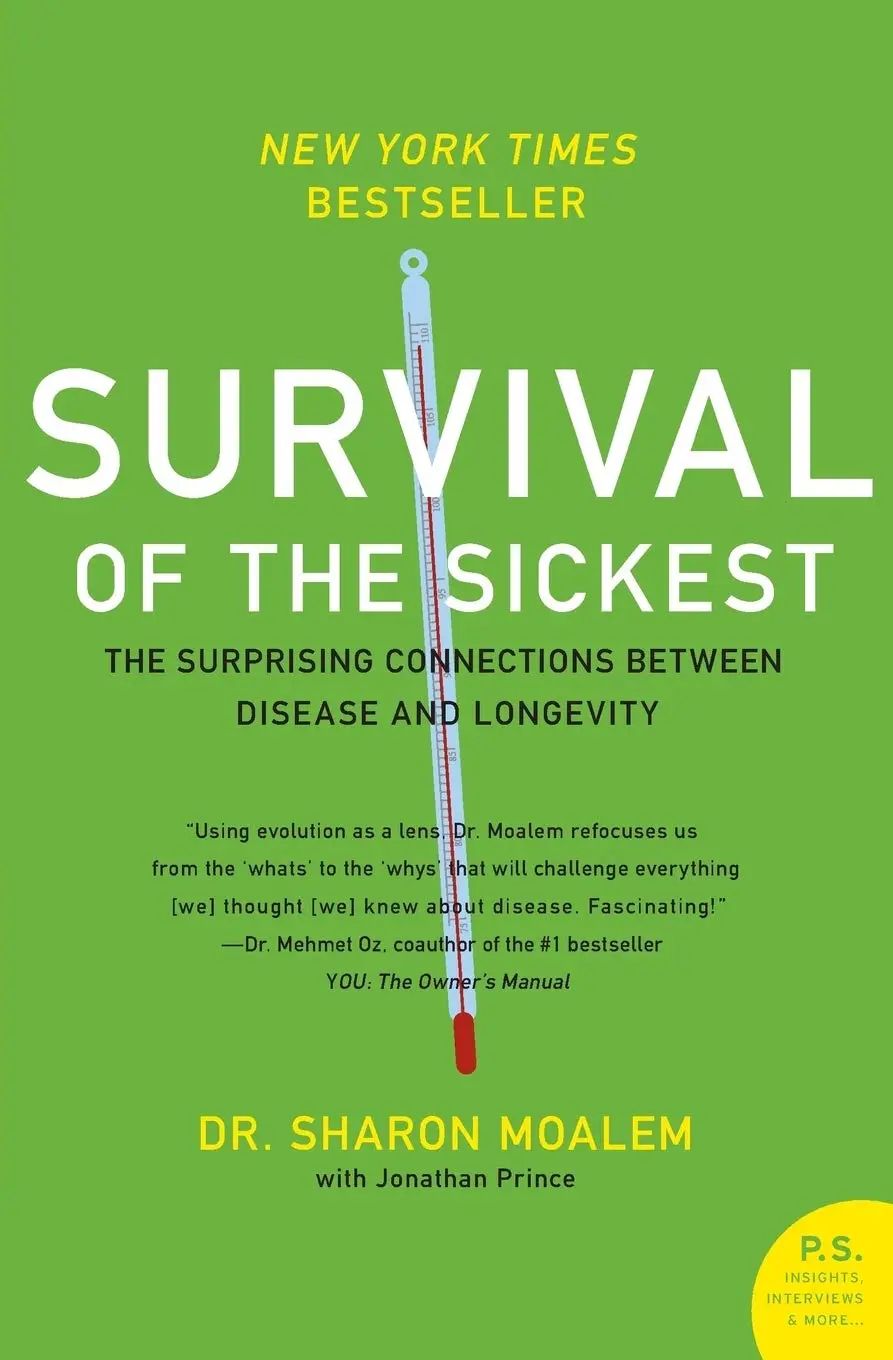 NEW YORK TIMES
BESTSELLER
SURVIVAL
OF THE SICKEST
THE SURPRISING CONNECTIONS BETWEEN
DISEASE AND LONGEVITY
“Using evolution as a lens, Dr. Moalem refocuses us
from the ‘whats’ to the ‘whys’ that will challenge everything
[we] thought [we] knew about disease. Fascinating!”
—Dr. Mehmet Oz, coauthor of the #1 bestseller
YOU: The Owner’s Manual
DR. SHARON MOALEM
with Jonathan Prince
P.S.
INSIGHTS,
INTERVIEWS
& MORE...
110
105
100
95
85
75